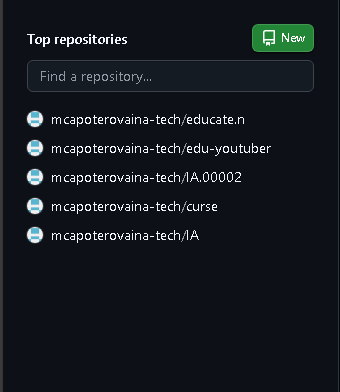 Top repositories
New
Find a repository...
mcapoterovaina-tech/educate.n
mcapoterovaina-tech/edu-youtuber
mcapoterovaina-tech/IA.00002
mcapoterovaina-tech/curse
mcapoterovaina-tech/IA